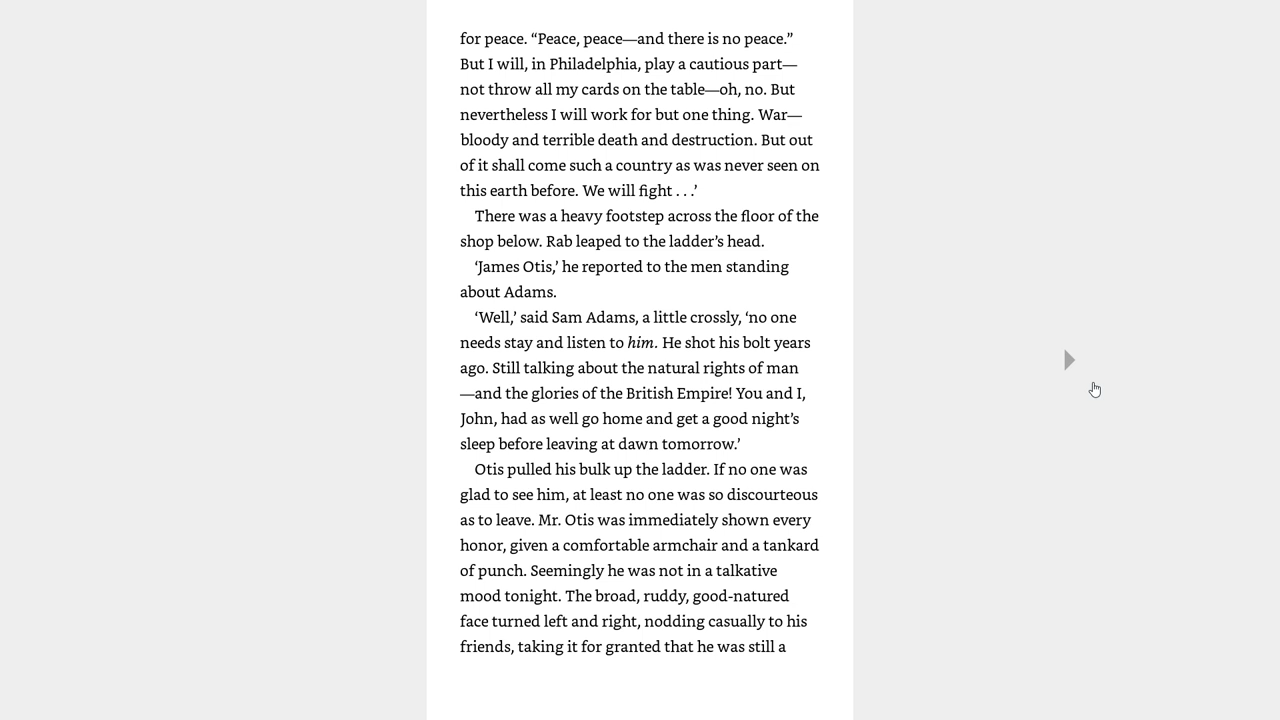 for peace. “Peace, peace—and there is no peace.”
But I will, in Philadelphia, play a cautious part—
not throw all my cards on the table—oh, no. But
nevertheless I will work for but one thing. War—
bloody and terrible death and destruction. But out
of it shall come such a country as was never seen on
this earth before. We will fight . . .’
There was a heavy footstep across the floor of the
shop below. Rab leaped to the ladder’s head.
‘James Otis,’ he reported to the men standing
about Adams.
‘Well,’ said Sam Adams, a little crossly, ‘no one
needs stay and listen to him. He shot his bolt years
ago. Still talking about the natural rights of man
—and the glories of the British Empire! You and I,
John, had as well go home and get a good night’s
sleep before leaving at dawn tomorrow.’
Otis pulled his bulk up the ladder. If no one was
glad to see him, at least no one was so discourteous
as to leave. Mr. Otis was immediately shown every
honor, given a comfortable armchair and a tankard
of punch. Seemingly he was not in a talkative
mood tonight. The broad, ruddy, good-natured
face turned left and right, nodding casually to his
friends, taking it for granted that he was still a